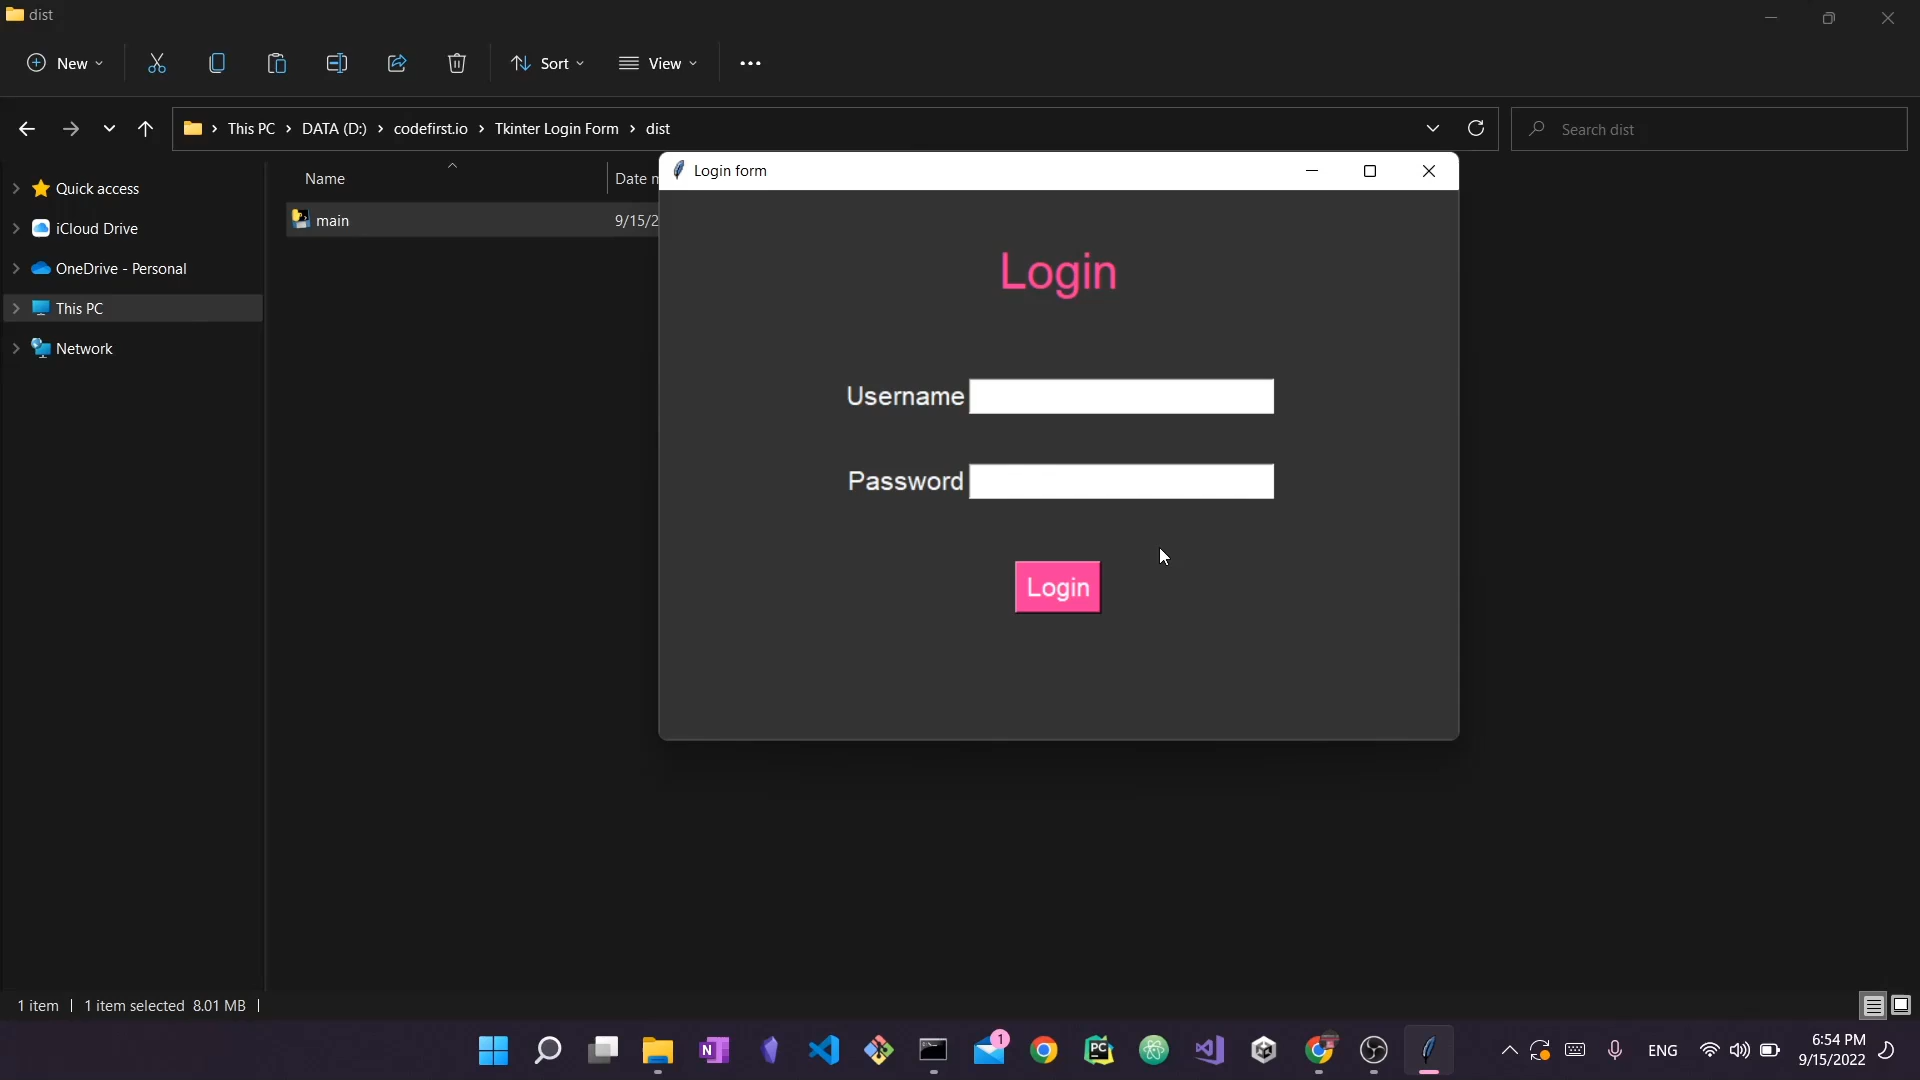 dist
New
Sort
View
This PC
DATA (D:)
codefirst.io
Tkinter Login Form
dist
Search dist
Quick access
iCloud Drive
OneDrive - Personal
This PC
Network
Name
Date m
main
9/15/2
Login form
Login
Username
Password
Login
1 item
1 item selected 8.01 MB
N
1
PC
ENG
6:54 PM
9/15/2022